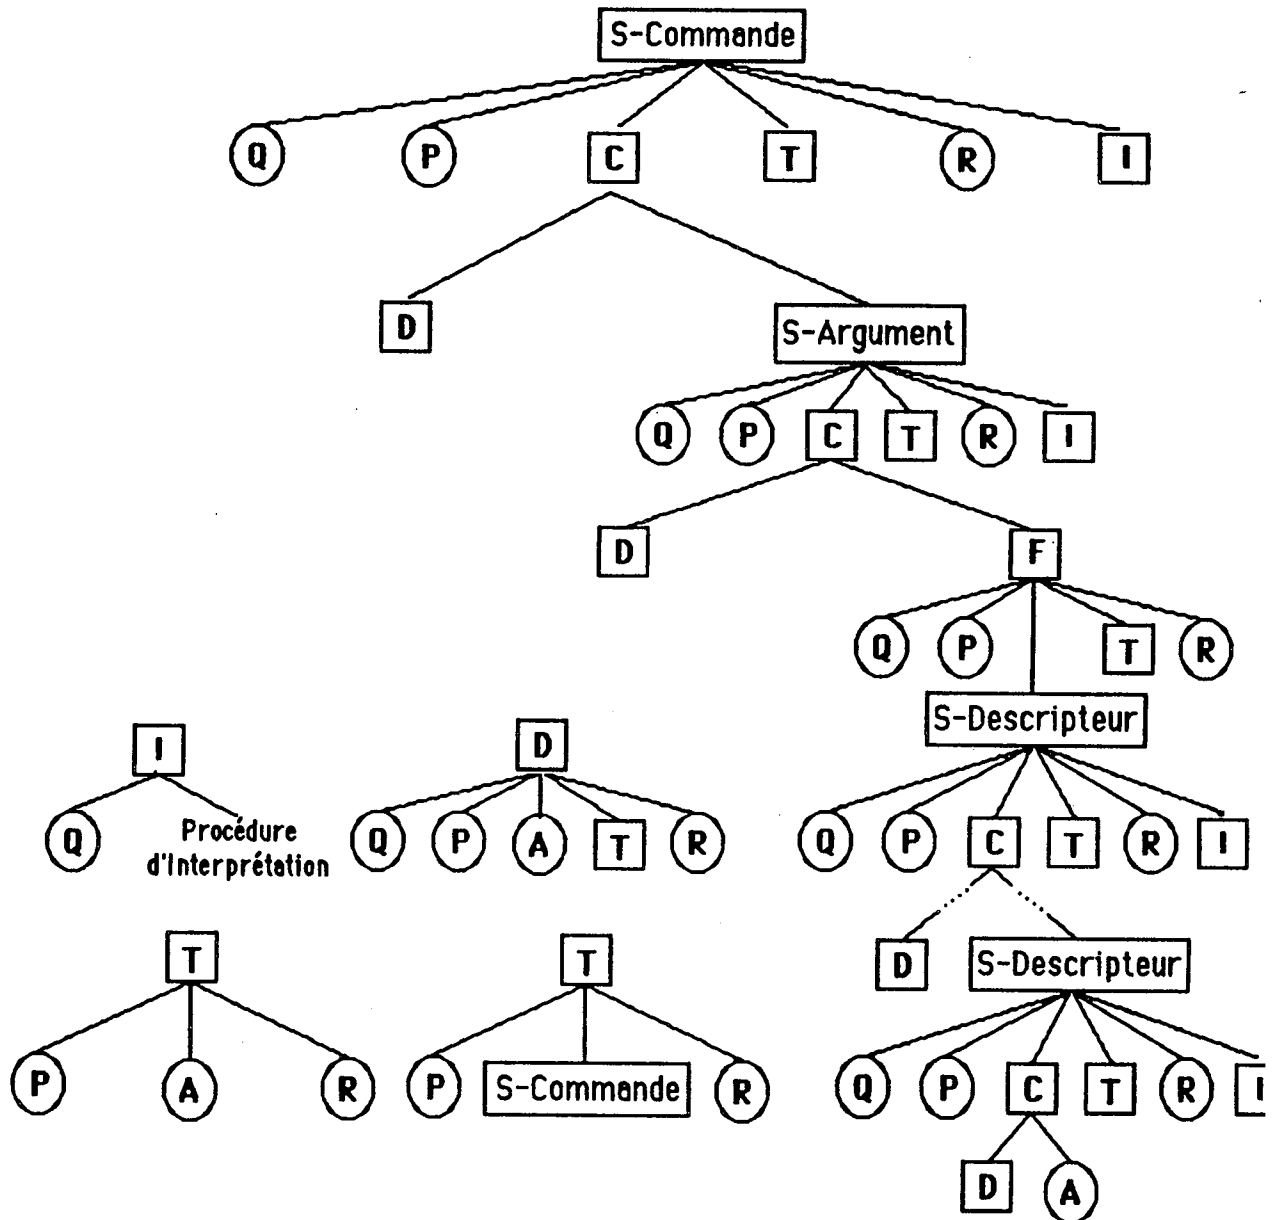 S-Commande
Q P C T R I
D S-Argument
Q P C T R I
D F
Q P T R
S-Descripteur
I D
Q Procédure
d'Interprétation
Q P A T R
Q P C T R I
T T
D S-Descripteur
P A R
P S-Commande R
Q P C T R I
D A